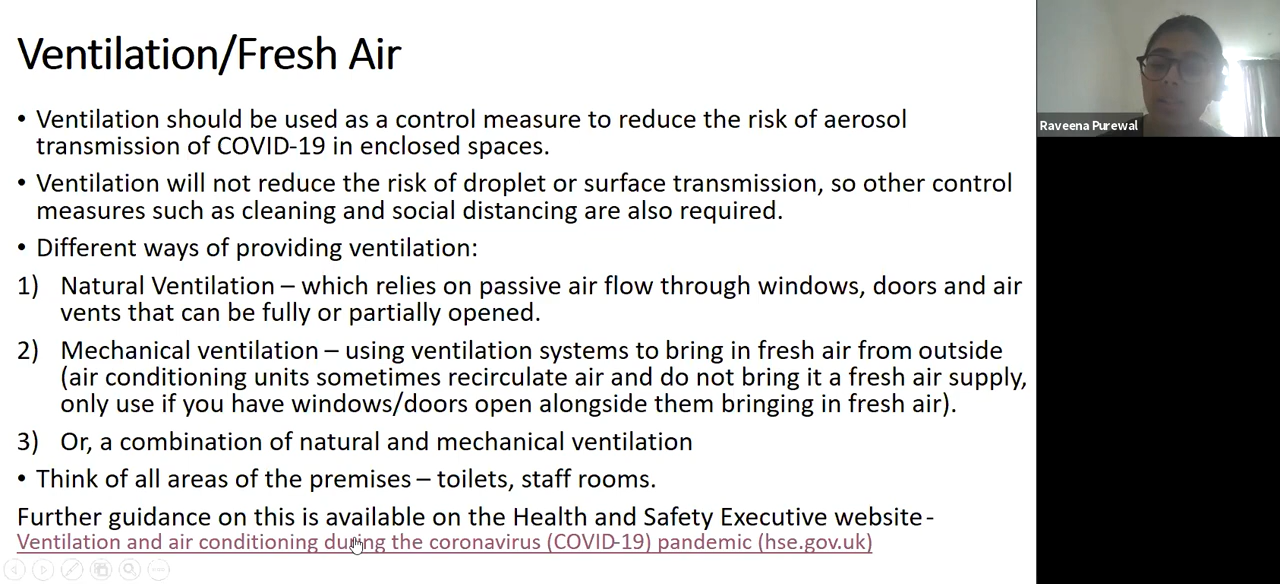 Ventilation/Fresh Air
Raveena Purewal
• Ventilation should be used as a control measure to reduce the risk of aerosol
transmission of COVID-19 in enclosed spaces.
• Ventilation will not reduce the risk of droplet or surface transmission, so other control
measures such as cleaning and social distancing are also required.
• Different ways of providing ventilation:
1) Natural Ventilation – which relies on passive air flow through windows, doors and air
vents that can be fully or partially opened.
2) Mechanical ventilation – using ventilation systems to bring in fresh air from outside
(air conditioning units sometimes recirculate air and do not bring it a fresh air supply,
only use if you have windows/doors open alongside them bringing in fresh air).
3) Or, a combination of natural and mechanical ventilation
• Think of all areas of the premises – toilets, staff rooms.
Further guidance on this is available on the Health and Safety Executive website -
Ventilation and air conditioning during the coronavirus (COVID-19) pandemic (hse.gov.uk)